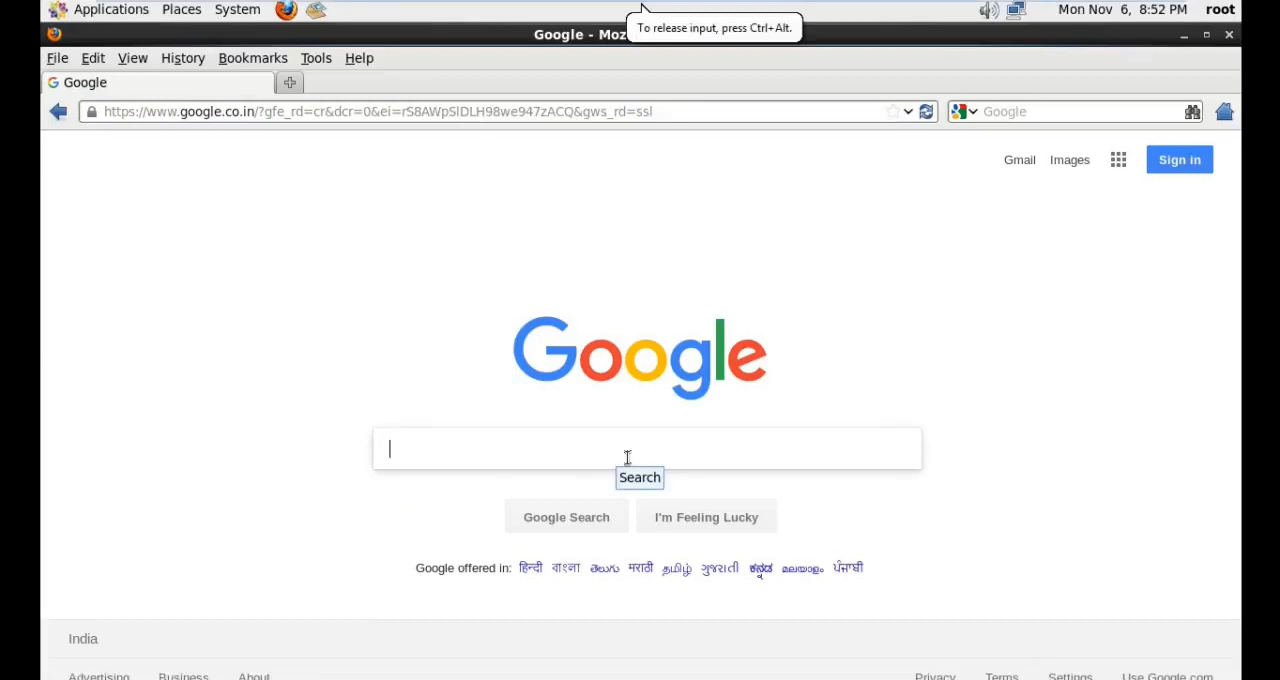 Applications Places System Mon Nov 6, 8:52 PM root
To release input, press Ctrl+Alt.
Google - Moz
File Edit View History Bookmarks Tools Help
Google
https://www.google.co.in/?gfe_rd=cr&dcr=0&ei=rS8AWpSlDLH98we947zACQ&gws_rd=ssl Google
Gmail Images Sign in
Google
Search
Google Search I'm Feeling Lucky
Google offered in: हिन्दी বাংলা తెలుగు मराठी தமிழ் ગુજરાતી ಕನ್ನಡ മലയാളം ਪੰਜਾਬੀ
India
Advertising Business About Privacy Terms Settings Use Google.com